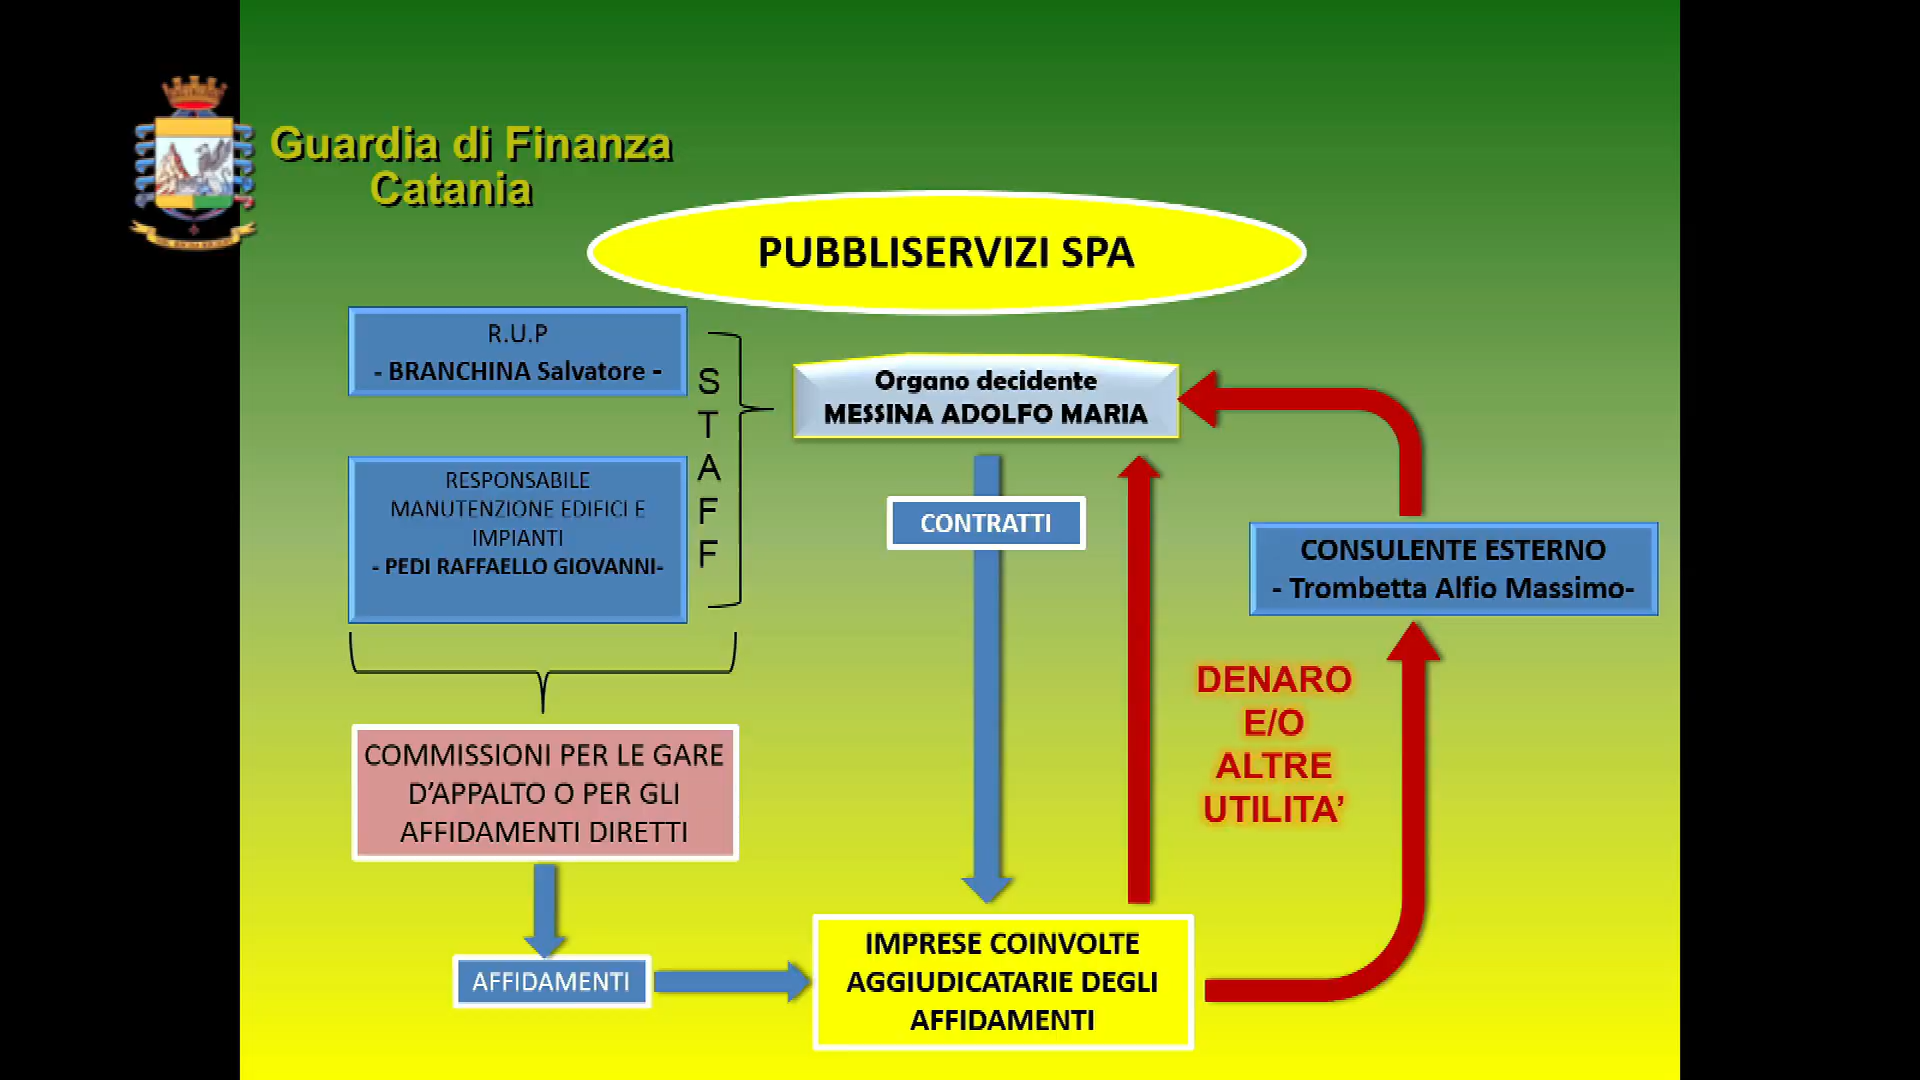 Guardia di Finanza
Catania
PUBBLISERVIZI SPA
R.U.P
- BRANCHINA Salvatore -
RESPONSABILE
MANUTENZIONE EDIFICI E
IMPIANTI
- PEDI RAFFAELLO GIOVANNI-
S
T
A
F
F
Organo decidente
MESSINA ADOLFO MARIA
CONTRATTI
CONSULENTE ESTERNO
- Trombetta Alfio Massimo-
DENARO
E/O
ALTRE
UTILITA’
COMMISSIONI PER LE GARE
D’APPALTO O PER GLI
AFFIDAMENTI DIRETTI
AFFIDAMENTI
IMPRESE COINVOLTE
AGGIUDICATARIE DEGLI
AFFIDAMENTI